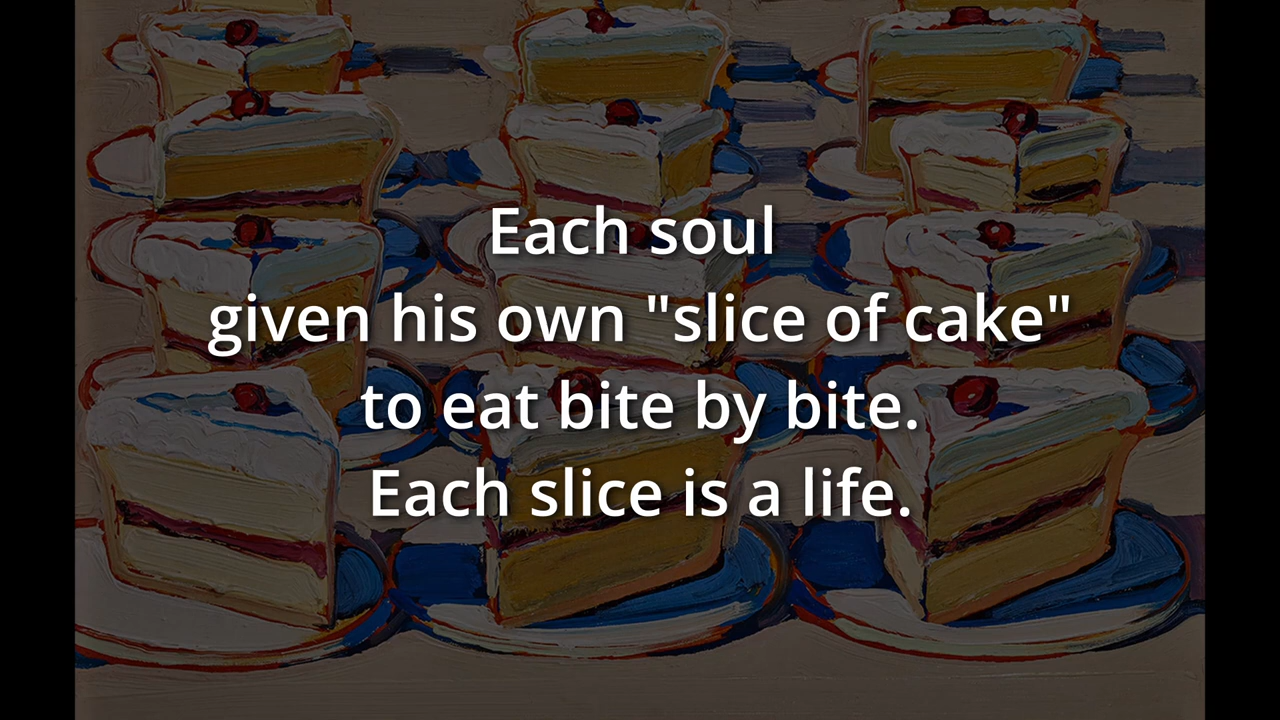 Each soul
given his own "slice of cake"
to eat bite by bite.
Each slice is a life.